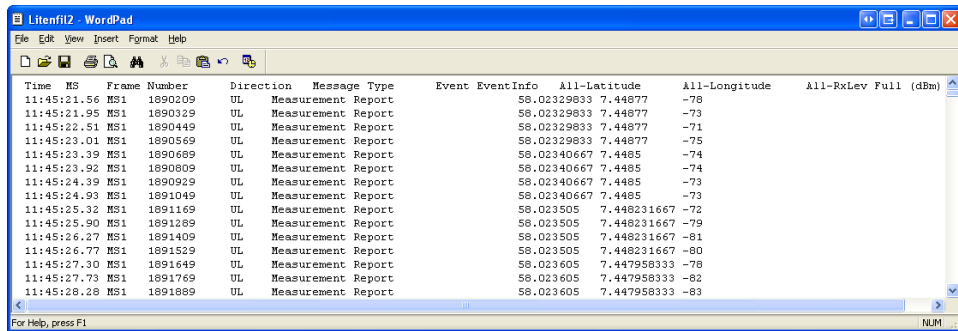 Litenfil2 - WordPad
File Edit View Insert Format Help
Time MS Frame Number Direction Message Type Event EventInfo All-Latitude All-Longitude All-RxLev Full (dBm)
11:45:21.56 MS1 1890209 UL Measurement Report 58.02329833 7.44877 -78
11:45:21.95 MS1 1890329 UL Measurement Report 58.02329833 7.44877 -73
11:45:22.51 MS1 1890449 UL Measurement Report 58.02329833 7.44877 -71
11:45:23.01 MS1 1890569 UL Measurement Report 58.02329833 7.44877 -75
11:45:23.39 MS1 1890689 UL Measurement Report 58.02340667 7.4485 -74
11:45:23.92 MS1 1890809 UL Measurement Report 58.02340667 7.4485 -74
11:45:24.39 MS1 1890929 UL Measurement Report 58.02340667 7.4485 -73
11:45:24.93 MS1 1891049 UL Measurement Report 58.02340667 7.4485 -73
11:45:25.32 MS1 1891169 UL Measurement Report 58.023505 7.448231667 -72
11:45:25.90 MS1 1891289 UL Measurement Report 58.023505 7.448231667 -79
11:45:26.27 MS1 1891409 UL Measurement Report 58.023505 7.448231667 -81
11:45:26.77 MS1 1891529 UL Measurement Report 58.023505 7.448231667 -80
11:45:27.30 MS1 1891649 UL Measurement Report 58.023605 7.447958333 -78
11:45:27.73 MS1 1891769 UL Measurement Report 58.023605 7.447958333 -82
11:45:28.28 MS1 1891889 UL Measurement Report 58.023605 7.447958333 -83
For Help, press F1 NUM